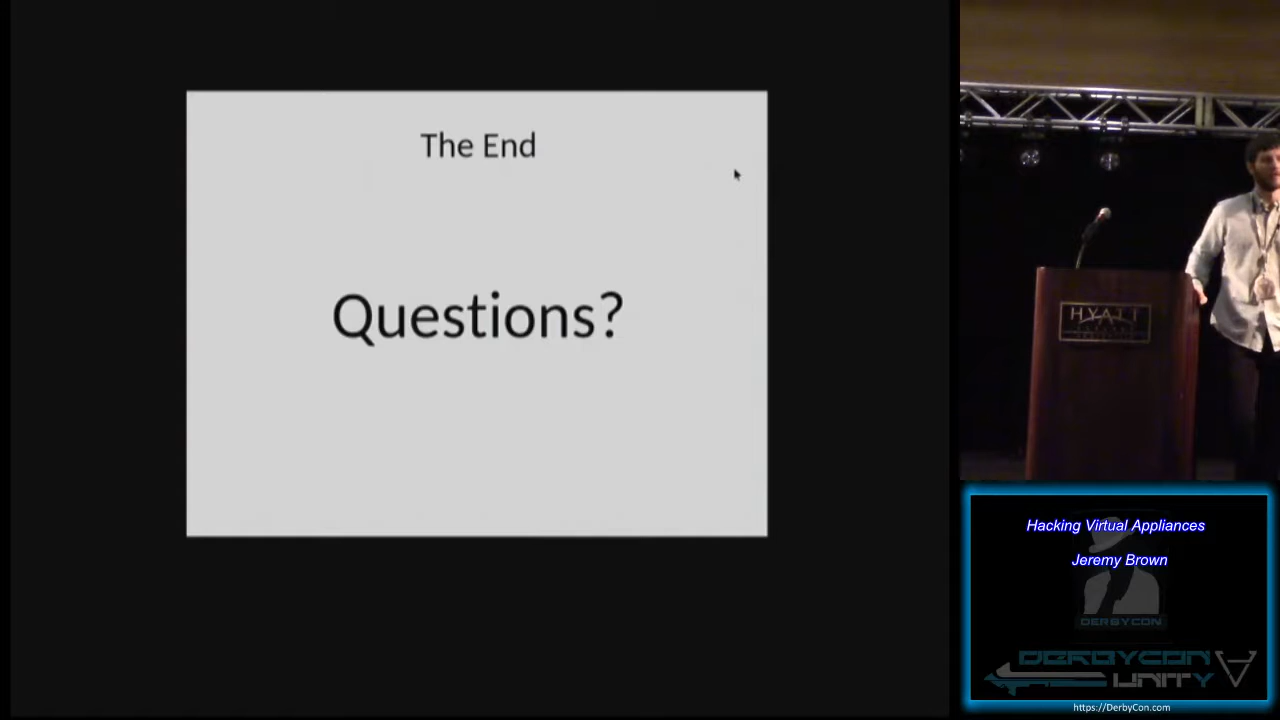 The End
Questions?
HYATT
Hacking Virtual Appliances
Jeremy Brown
DERBYCON
DERBYCON
UNITY
https://DerbyCon.com